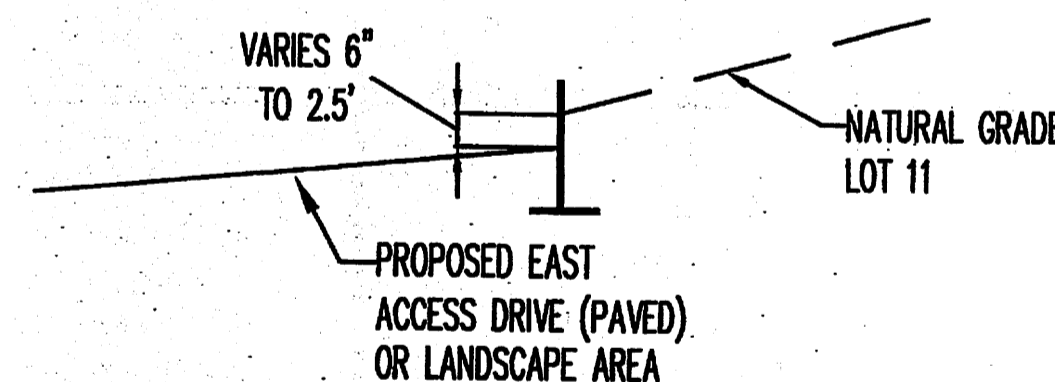 VARIES 6"
TO 2.5'
NATURAL GRADE
LOT 11
PROPOSED EAST
ACCESS DRIVE (PAVED)
OR LANDSCAPE AREA